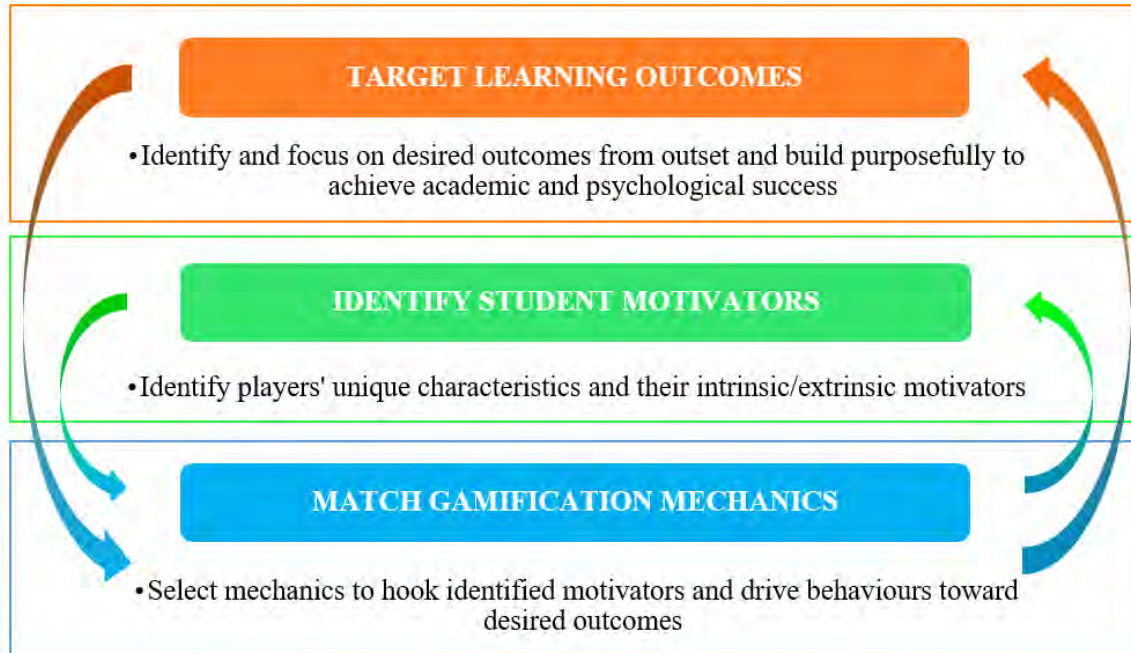 TARGET LEARNING OUTCOMES
•Identify and focus on desired outcomes from outset and build purposefully to
achieve academic and psychological success
IDENTIFY STUDENT MOTIVATORS
•Identify players' unique characteristics and their intrinsic/extrinsic motivators
MATCH GAMIFICATION MECHANICS
•Select mechanics to hook identified motivators and drive behaviours toward
desired outcomes